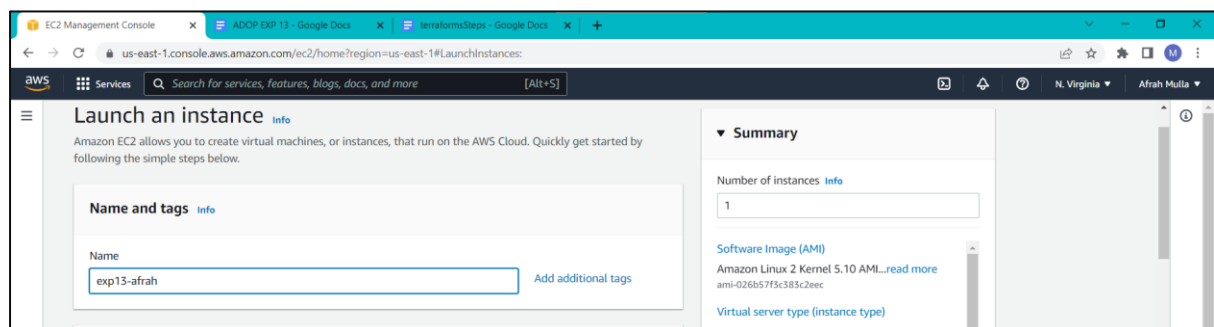 EC2 Management Console
ADOP EXP 13 - Google Docs
terraformsSteps - Google Docs
us-east-1.console.aws.amazon.com/ec2/home?region=us-east-1#LaunchInstances:
M
aws
Services
Search for services, features, blogs, docs, and more
[Alt+S]
N. Virginia
Afrah Mulla
Launch an instance Info
Amazon EC2 allows you to create virtual machines, or instances, that run on the AWS Cloud. Quickly get started by
following the simple steps below.
Name and tags Info
Name
exp13-afrah
Add additional tags
Summary
Number of instances Info
1
Software Image (AMI)
Amazon Linux 2 Kernel 5.10 AMI...read more
ami-026b57f3c383c2eec
Virtual server type (instance type)